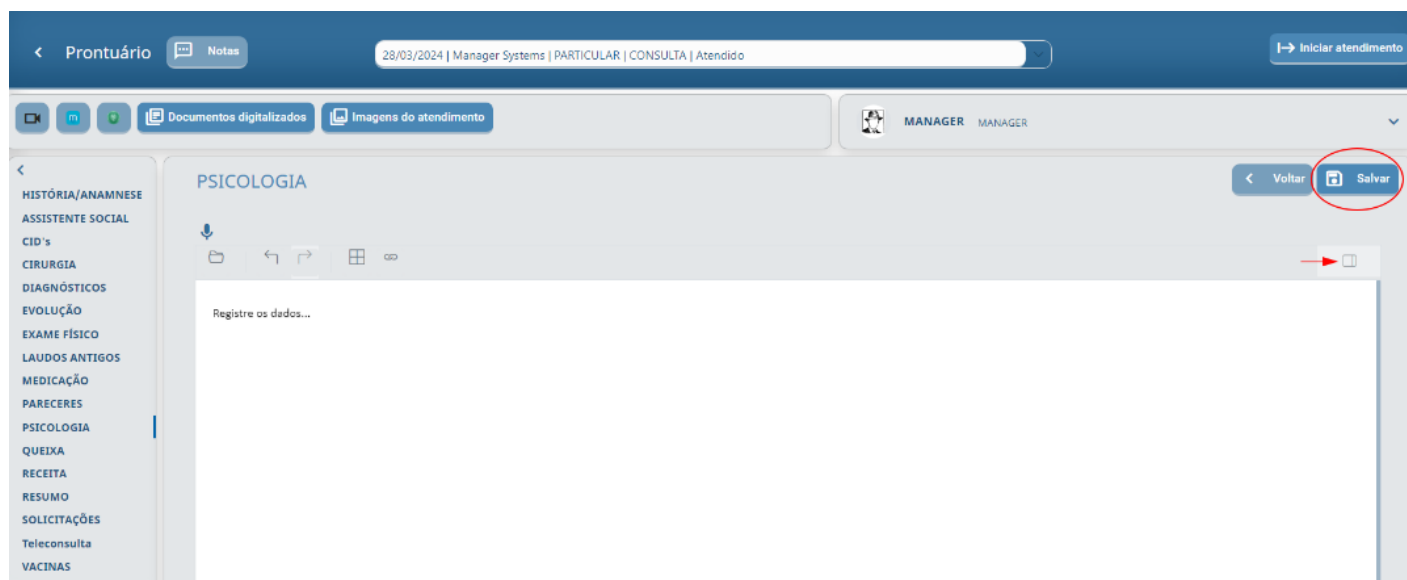 Prontuário
Notas
28/03/2024 | Manager Systems | PARTICULAR | CONSULTA | Atendido
Iniciar atendimento
m
Documentos digitalizados
Imagens do atendimento
MANAGER MANAGER
HISTÓRIA/ANAMNESE
ASSISTENTE SOCIAL
CID's
CIRURGIA
DIAGNÓSTICOS
EVOLUÇÃO
EXAME FÍSICO
LAUDOS ANTIGOS
MEDICAÇÃO
PARECERES
PSICOLOGIA
QUEIXA
RECEITA
RESUMO
SOLICITAÇÕES
Teleconsulta
VACINAS
PSICOLOGIA
Voltar
Salvar
Registre os dados...